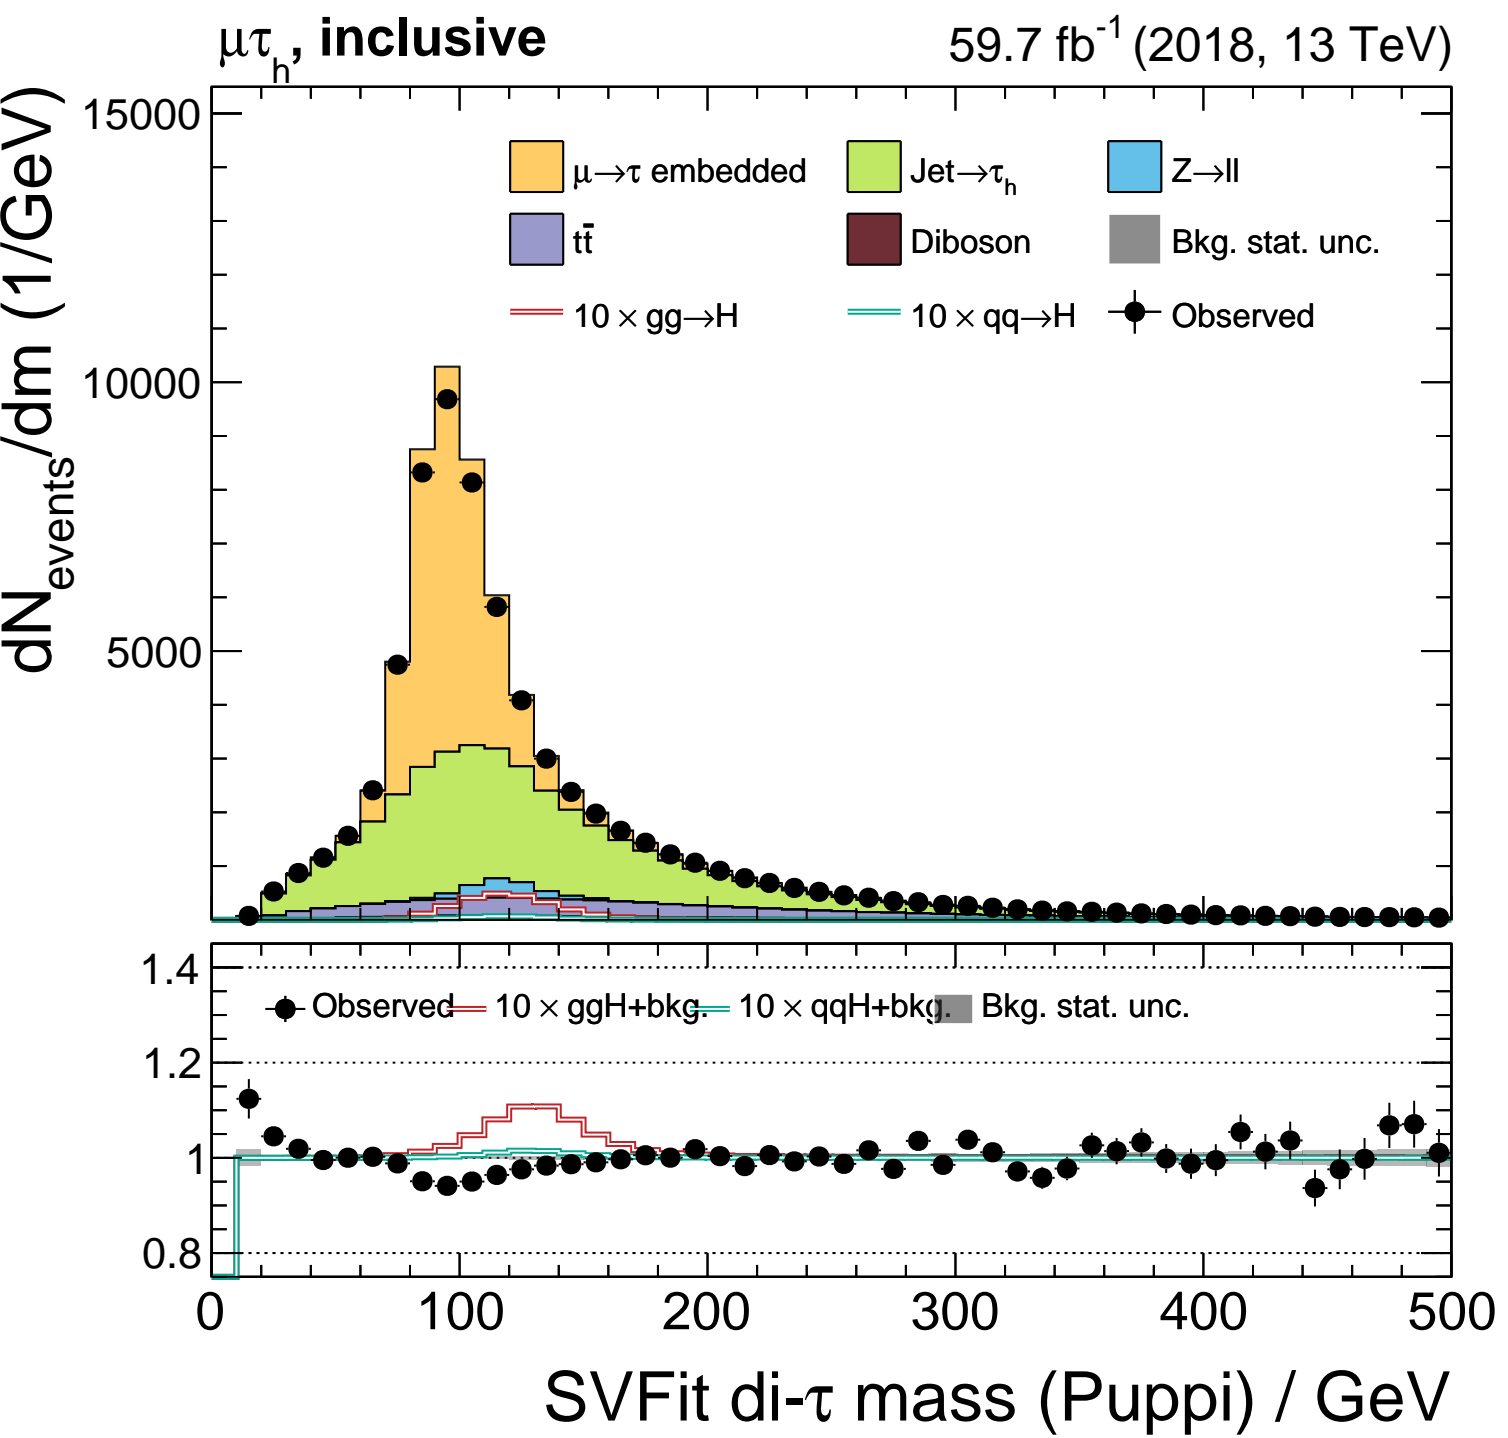 μτh, inclusive
59.7 fb-1 (2018, 13 TeV)
dNevents/dm (1/GeV)
15000
10000
5000
μ→τ embedded
Jet→τh
Z→ll
tt̄
Diboson
Bkg. stat. unc.
10 × gg→H
10 × qq→H
Observed
1.4
1.2
1
0.8
Observed
10 × ggH+bkg.
10 × qqH+bkg.
Bkg. stat. unc.
0 100 200 300 400 500
SVFit di-τ mass (Puppi) / GeV